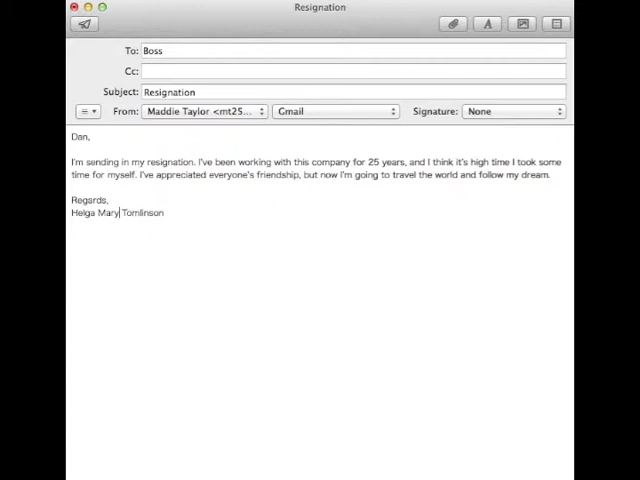 Resignation
To: Boss
Cc:
Subject: Resignation
From: Maddie Taylor <mt25... Gmail Signature: None
Dan,
I'm sending in my resignation. I've been working with this company for 25 years, and I think it's high time I took some
time for myself. I've appreciated everyone's friendship, but now I'm going to travel the world and follow my dream.
Regards,
Helga Mary Tomlinson